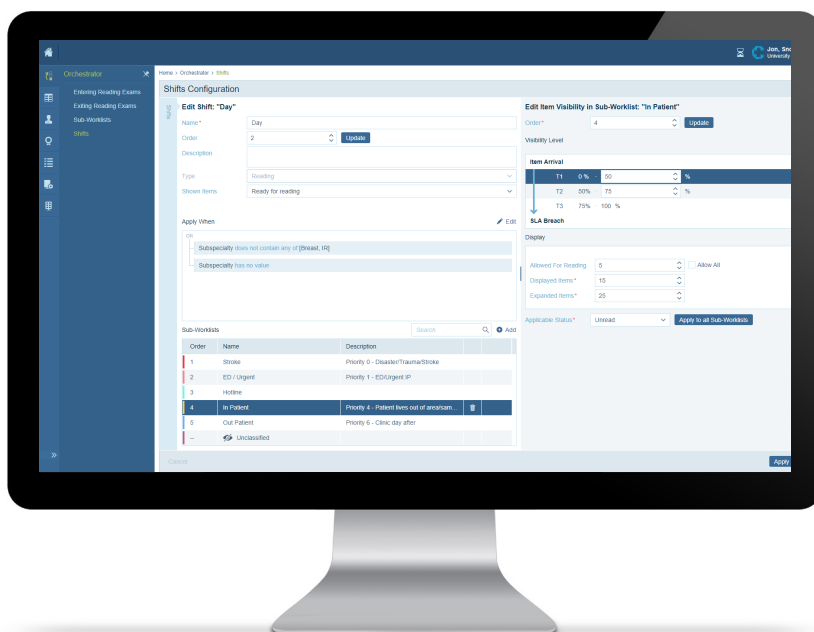 Jon, Sno
University
Orchestrator
Entering Reading Exams
Exiting Reading Exams
Sub-Worklists
Shifts
Home > Orchestrator > Shifts
Shifts Configuration
Shifts
Edit Shift: "Day"
Name* Day
Order 2 Update
Description
Type Reading
Shown Items Ready for reading
Apply When Edit
OR
Subspecialty does not contain any of [Breast, IR]
Subspecialty has no value
Sub-Worklists Search Add
Order Name Description
1 Stroke Priority 0 - Disaster/Trauma/Stroke
2 ED / Urgent Priority 1 - ED/Urgent IP
3 Hotline
4 In Patient Priority 4 - Patient lives out of area/sam...
5 Out Patient Priority 6 - Clinic day after
-- Unclassified
Edit Item Visibility in Sub-Worklist: "In Patient"
Order* 4 Update
Visibility Level
Item Arrival
T1 0 % - 50 %
T2 50% - 75 %
T3 75% - 100 %
SLA Breach
Display
Allowed For Reading 5 Allow All
Displayed Items* 15
Expanded Items* 25
Applicable Status* Unread Apply to all Sub-Worklists
Cancel Apply